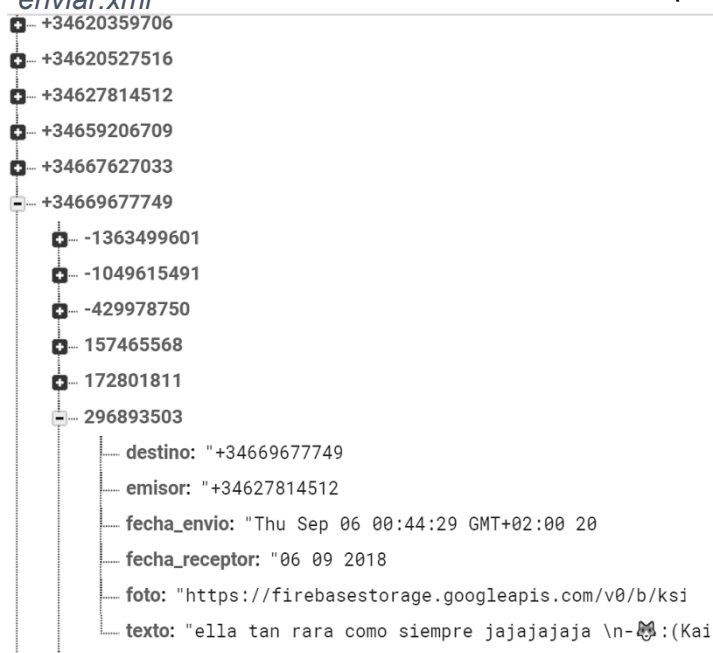 enviar.xml
+34620359706
+34620527516
+34627814512
+34659206709
+34667627033
+34669677749
-1363499601
-1049615491
-429978750
157465568
172801811
296893503
destino: "+34669677749
emisor: "+34627814512
fecha_envio: "Thu Sep 06 00:44:29 GMT+02:00 20
fecha_receptor: "06 09 2018
foto: "https://firebasestorage.googleapis.com/v0/b/ksi
texto: "ella tan rara como siempre jajajajaja \n-🐺:(Kai